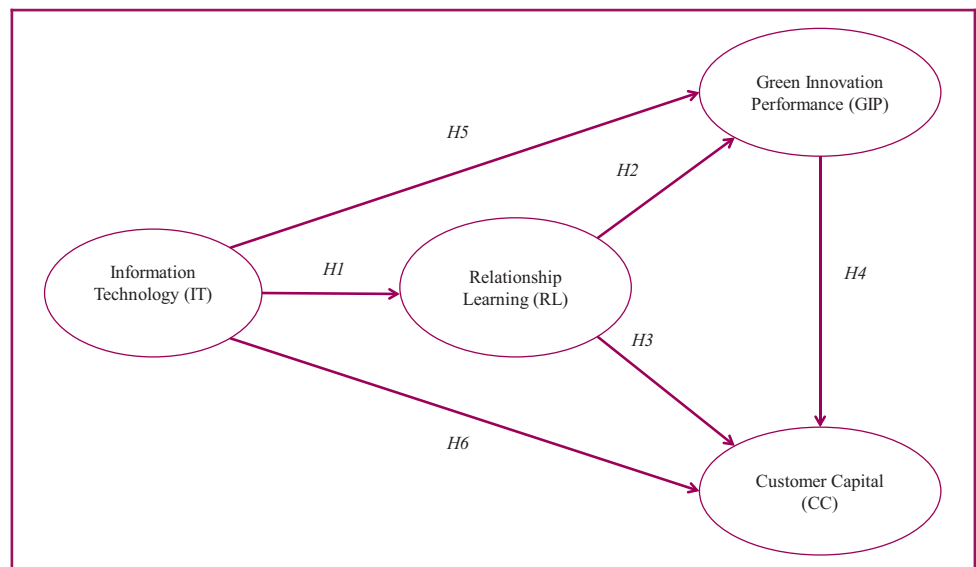 Green Innovation
Performance (GIP)
H5
H2
Information
Technology (IT)
H1
Relationship
Learning (RL)
H4
H3
H6
Customer Capital
(CC)